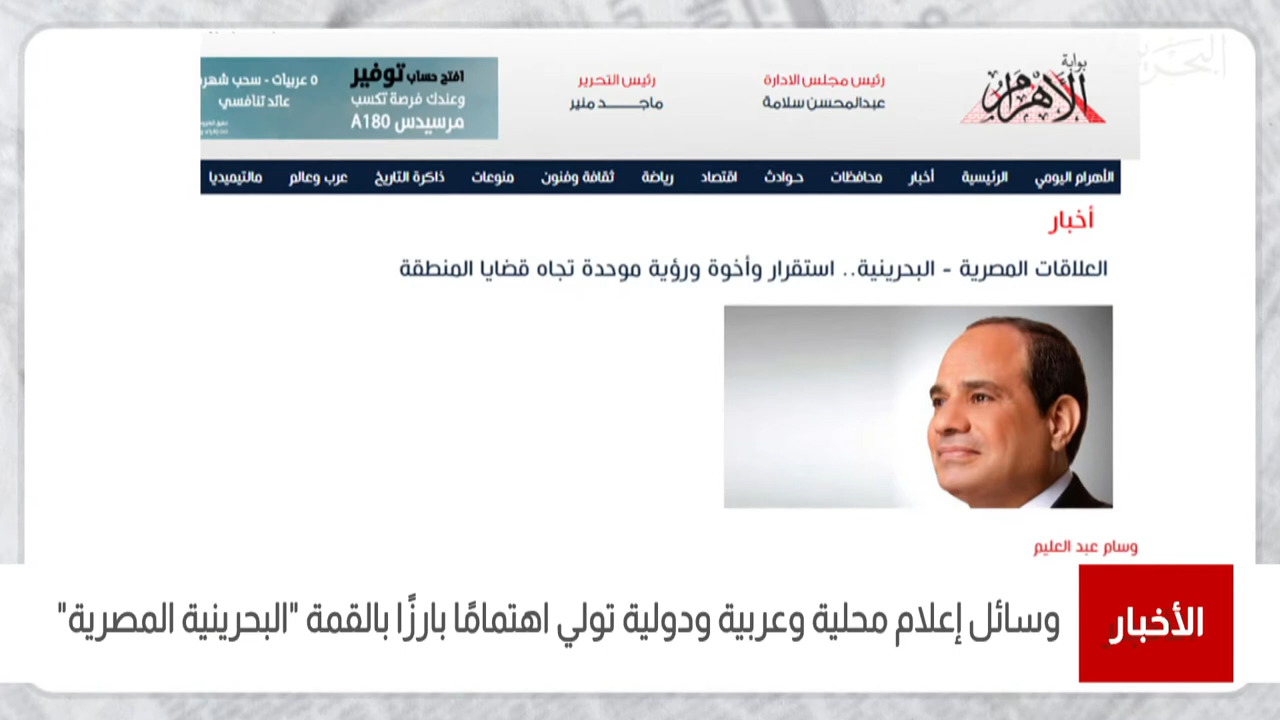 البحرين
بوابة
الأهرام
رئيس مجلس الادارة
عبدالمحسن سلامة
رئيس التحرير
ماجد منير
افتح حساب توفير
وعندك فرصة تكسب
مرسيدس A180
٥ عربيات - سحب شهر
عائد تنافسي
الأهرام اليومي الرئيسية أخبار محافظات حوادث اقتصاد رياضة ثقافة وفنون منوعات ذاكرة التاريخ عرب وعالم مالتيميديا
أخبار
العلاقات المصرية - البحرينية.. استقرار وأخوة ورؤية موحدة تجاه قضايا المنطقة
وسام عبد العليم
الأخبار
وسائل إعلام محلية وعربية ودولية تولي اهتمامًا بارزًا بالقمة "البحرينية المصرية"